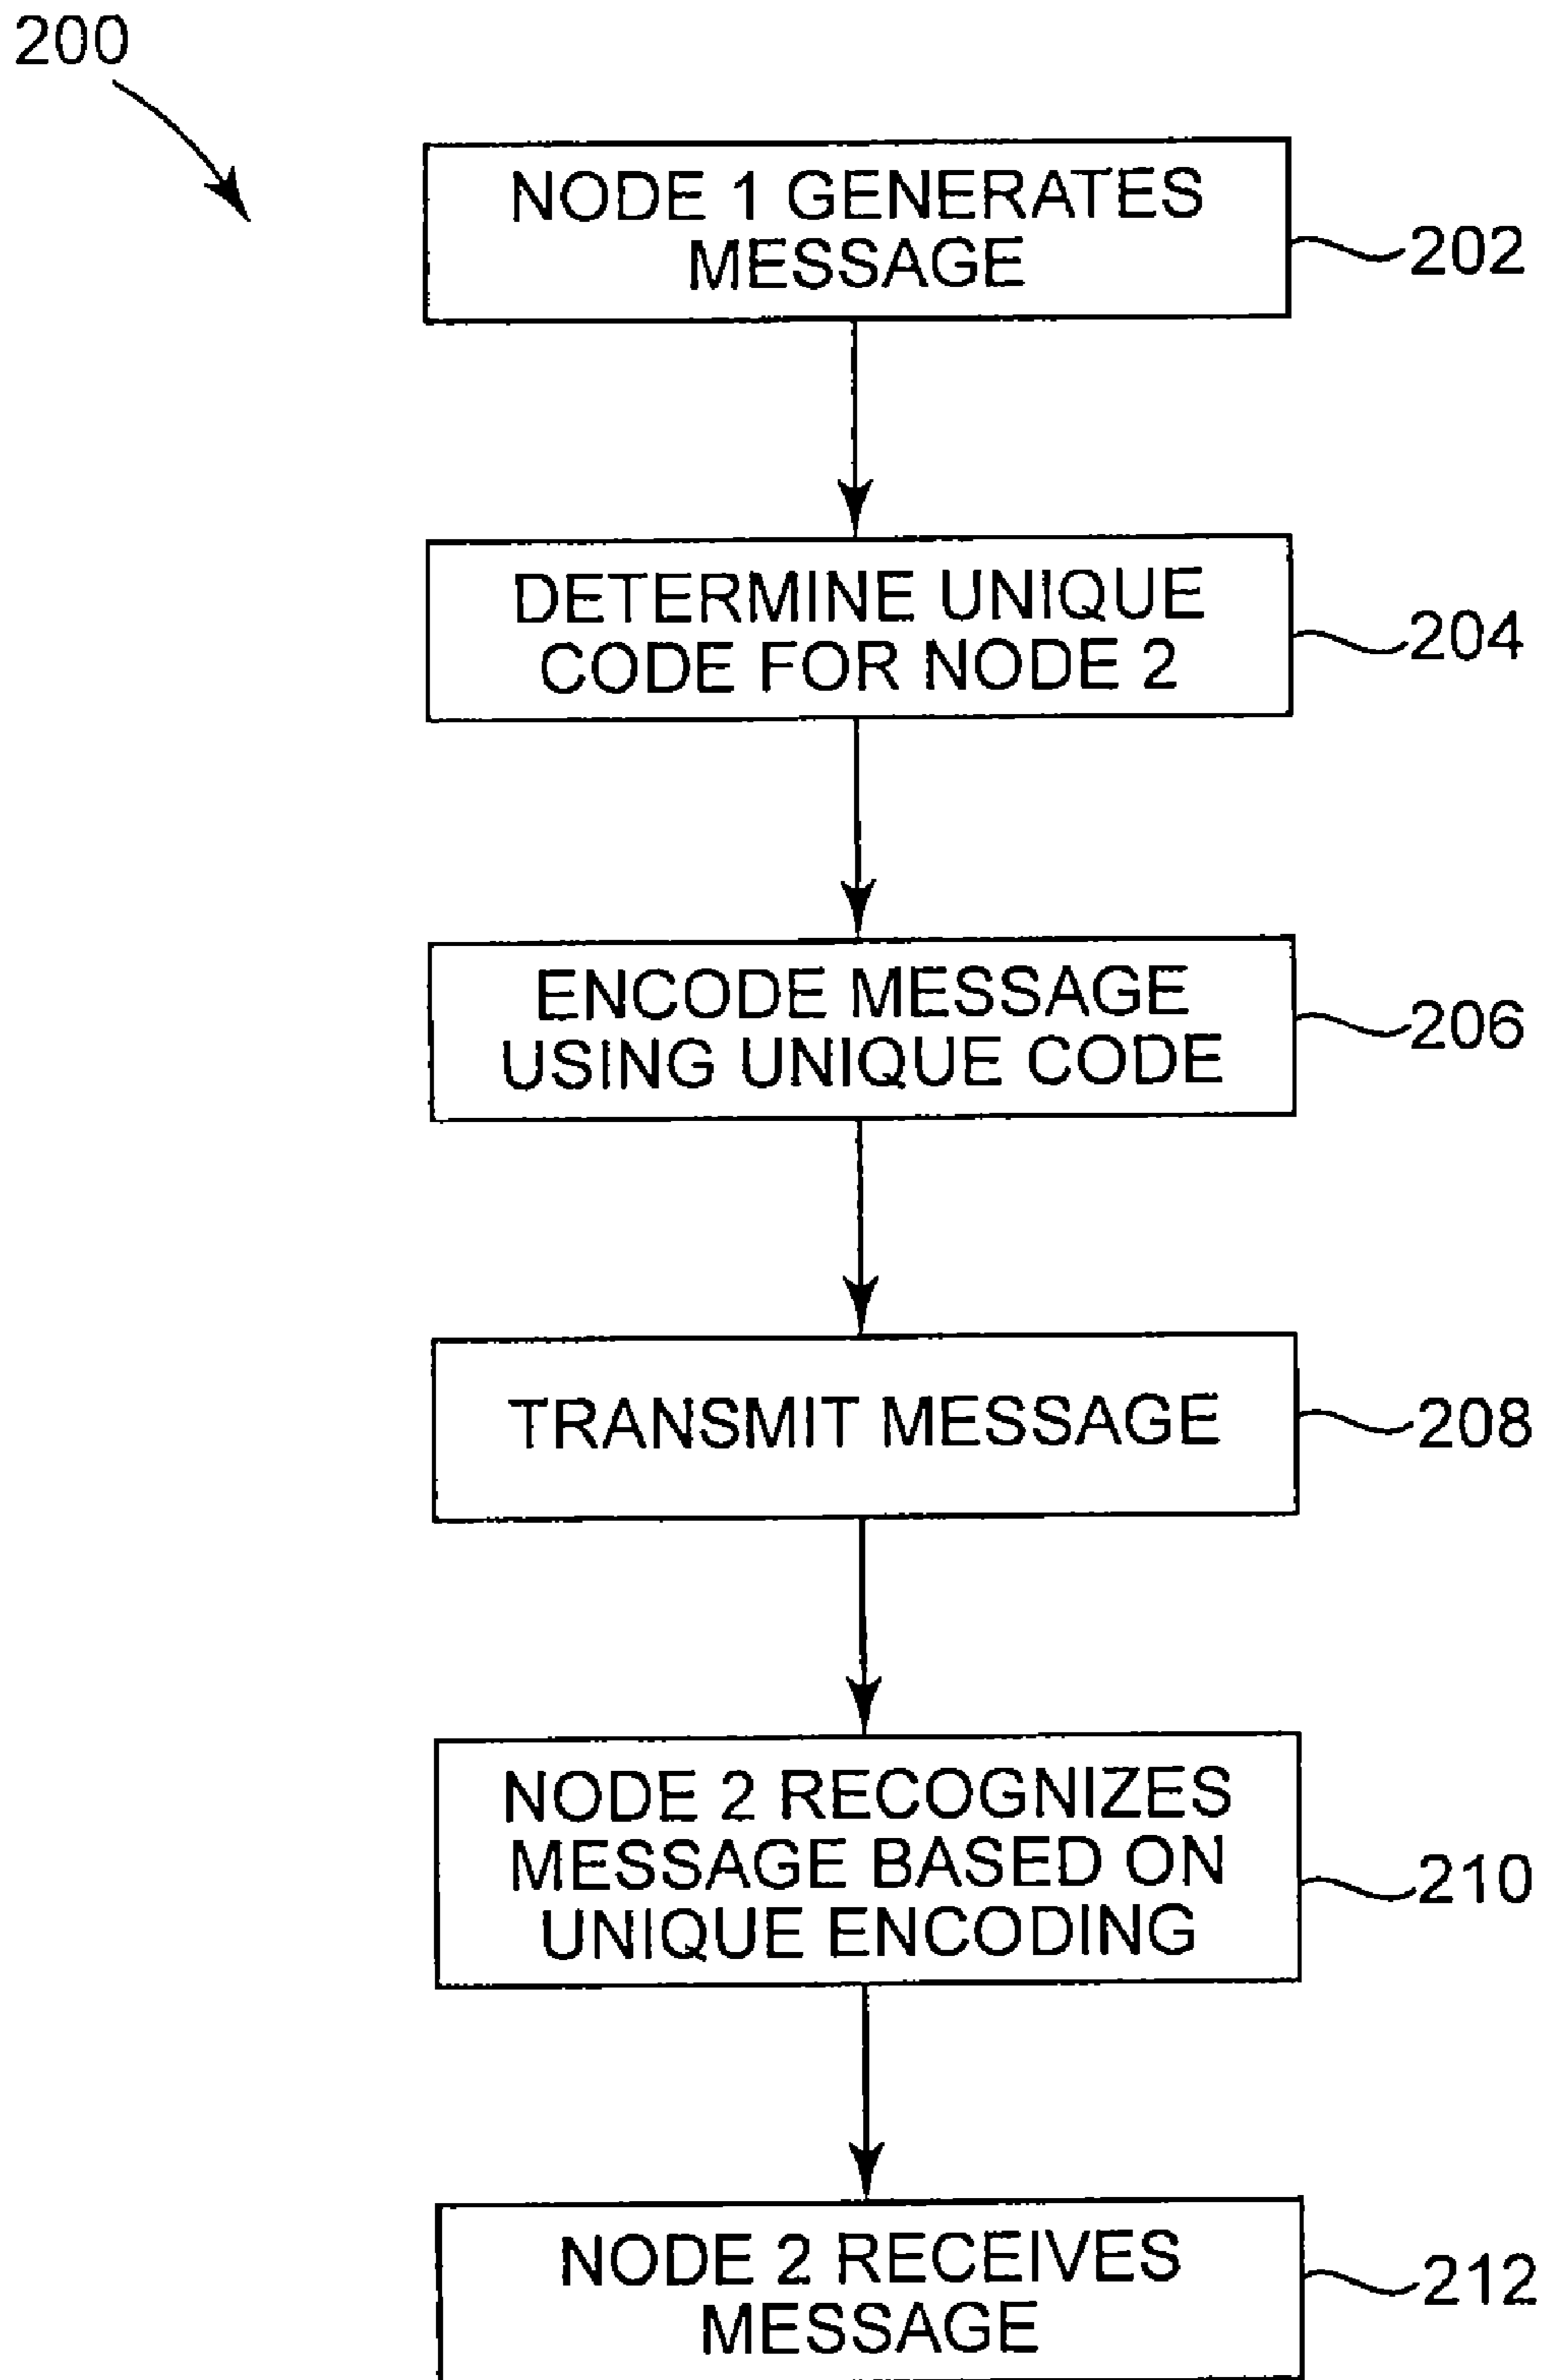 200
NODE 1 GENERATES
MESSAGE
202
DETERMINE UNIQUE
CODE FOR NODE 2
204
ENCODE MESSAGE
USING UNIQUE CODE
206
TRANSMIT MESSAGE
208
NODE 2 RECOGNIZES
MESSAGE BASED ON
UNIQUE ENCODING
210
NODE 2 RECEIVES
MESSAGE
212